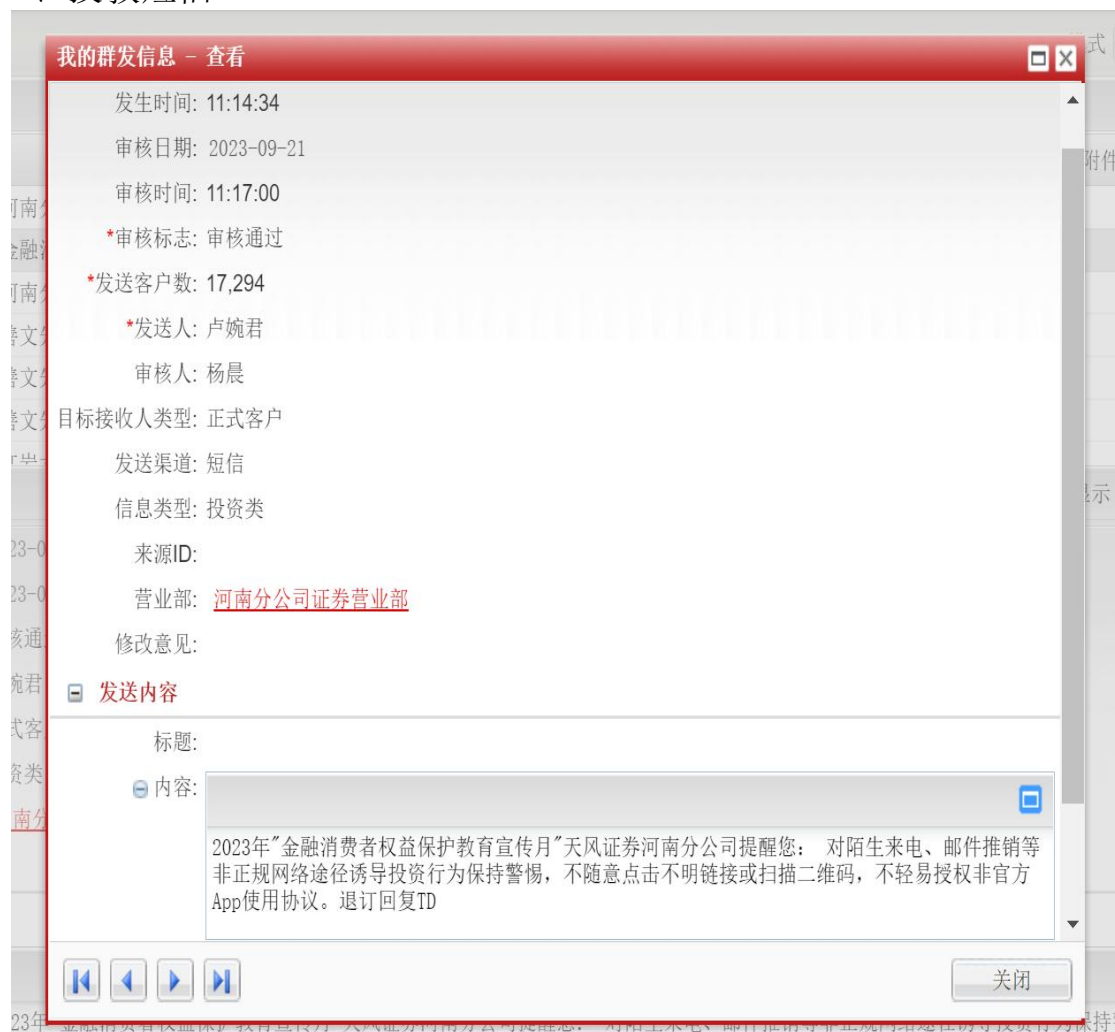 我的群发信息 - 查看
式
发生时间: 11:14:34
审核日期: 2023-09-21
附件
审核时间: 11:17:00
*审核标志: 审核通过
*发送客户数: 17,294
*发送人: 卢婉君
审核人: 杨晨
目标接收人类型: 正式客户
发送渠道: 短信
信息类型: 投资类
显示
来源ID:
营业部: 河南分公司证券营业部
修改意见:
发送内容
标题:
内容:
2023年"金融消费者权益保护教育宣传月"天风证券河南分公司提醒您: 对陌生来电、邮件推销等
非正规网络途径诱导投资行为保持警惕，不随意点击不明链接或扫描二维码，不轻易授权非官方
App使用协议。退订回复TD
关闭